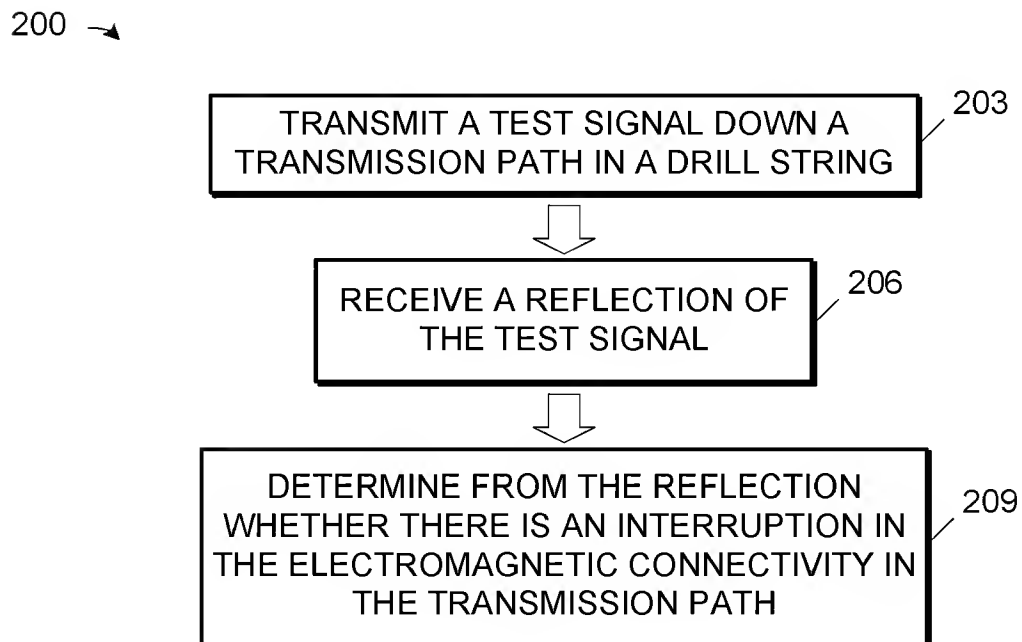 200
TRANSMIT A TEST SIGNAL DOWN A
TRANSMISSION PATH IN A DRILL STRING
203
RECEIVE A REFLECTION OF
THE TEST SIGNAL
206
DETERMINE FROM THE REFLECTION
WHETHER THERE IS AN INTERRUPTION IN
THE ELECTROMAGNETIC CONNECTIVITY IN
THE TRANSMISSION PATH
209